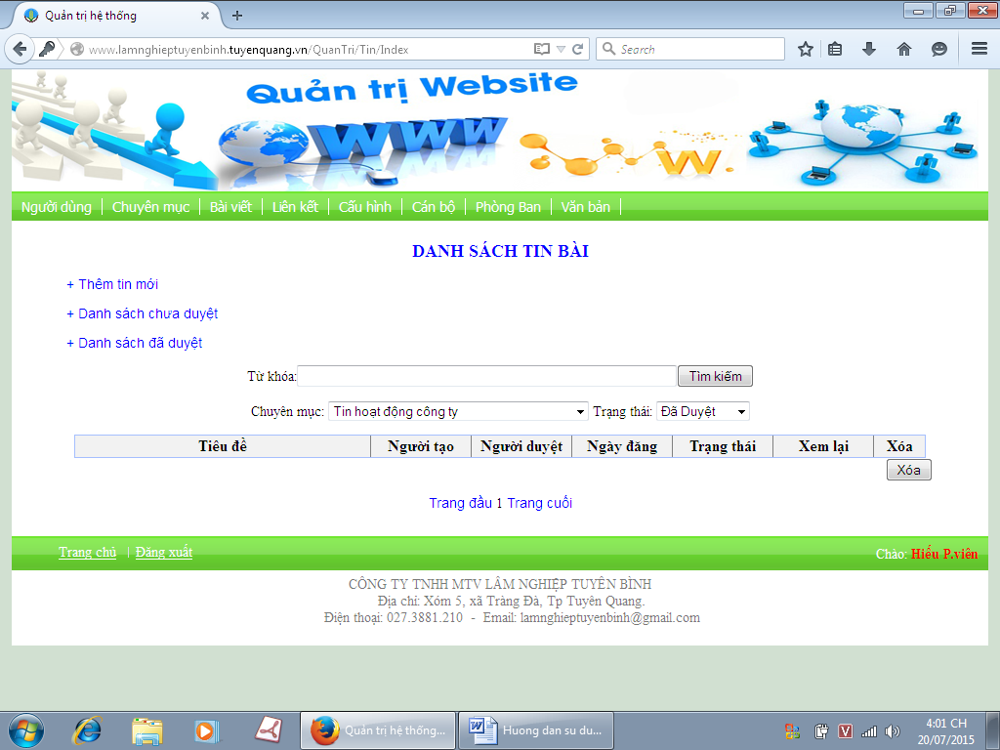 Quản trị hệ thống
www.lamnghieptuyenbinh.tuyenquang.vn/QuanTri/Tin/Index
Search
Quản trị Website
WWW
W
Người dùng Chuyên mục Bài viết Liên kết Cấu hình Cán bộ Phòng Ban Văn bản
DANH SÁCH TIN BÀI
+ Thêm tin mới
+ Danh sách chưa duyệt
+ Danh sách đã duyệt
Từ khóa: Tìm kiếm
Chuyên mục: Tin hoạt động công ty Trạng thái: Đã Duyệt
Tiêu đề Người tạo Người duyệt Ngày đăng Trạng thái Xem lại Xóa
Xóa
Trang đầu 1 Trang cuối
Trang chủ Đăng xuất Chào: Hiếu P.viên
CÔNG TY TNHH MTV LÂM NGHIỆP TUYÊN BÌNH
Địa chỉ: Xóm 5, xã Tràng Đà, Tp Tuyên Quang.
Điện thoại: 027.3881.210 - Email: lamnghieptuyenbinh@gmail.com
Quản trị hệ thống... Huong dan su du... 4:01 CH
20/07/2015